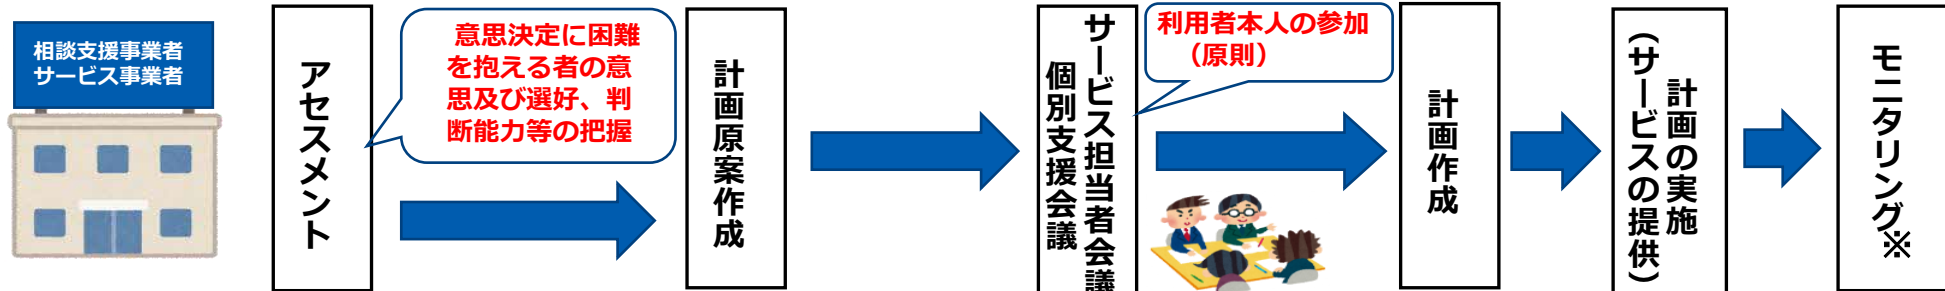 相談支援事業者
サービス事業者
アセスメント
意思決定に困難
を抱える者の意
思及び選好、判
断能力等の把握
計画原案作成
サービス担当者会議
個別支援会議
利用者本人の参加
（原則）
計画作成
計画の実施
（サービスの提供）
モニタリング※